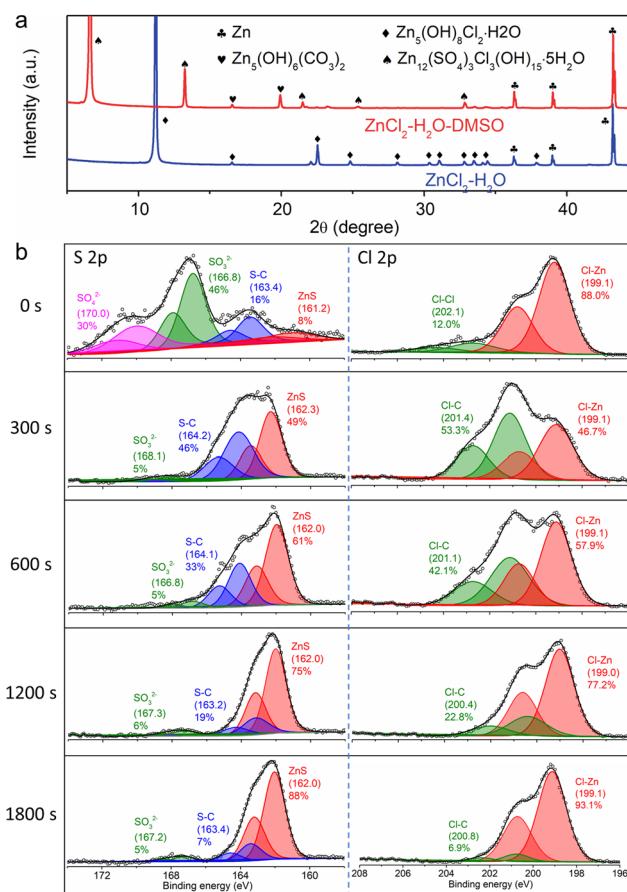 a
Intensity (a.u.)
♣ Zn
♦ Zn5(OH)8Cl2·H2O
♥ Zn5(OH)6(CO3)2
♠ Zn12(SO4)3Cl3(OH)15·5H2O
ZnCl2-H2O-DMSO
ZnCl2-H2O
10 20 30 40
2θ (degree)
b
S 2p
Cl 2p
0 s
SO4^2-
(170.0)
30%
SO3^2-
(166.8)
46%
S-C
(163.4)
16%
ZnS
(161.2)
8%
Cl-Cl
(202.1)
12.0%
Cl-Zn
(199.1)
88.0%
300 s
SO3^2-
(168.1)
5%
S-C
(164.2)
46%
ZnS
(162.3)
49%
Cl-C
(201.4)
53.3%
Cl-Zn
(199.1)
46.7%
600 s
SO3^2-
(166.8)
5%
S-C
(164.1)
33%
ZnS
(162.0)
61%
Cl-C
(201.1)
42.1%
Cl-Zn
(199.1)
57.9%
1200 s
SO3^2-
(167.3)
6%
S-C
(163.2)
19%
ZnS
(162.0)
75%
Cl-C
(200.4)
22.8%
Cl-Zn
(199.0)
77.2%
1800 s
SO3^2-
(167.2)
5%
S-C
(163.4)
7%
ZnS
(162.0)
88%
Cl-C
(200.8)
6.9%
Cl-Zn
(199.1)
93.1%
172 168 164 160
Binding energy (eV)
208 206 204 202 200 198 196
Binding energy (eV)